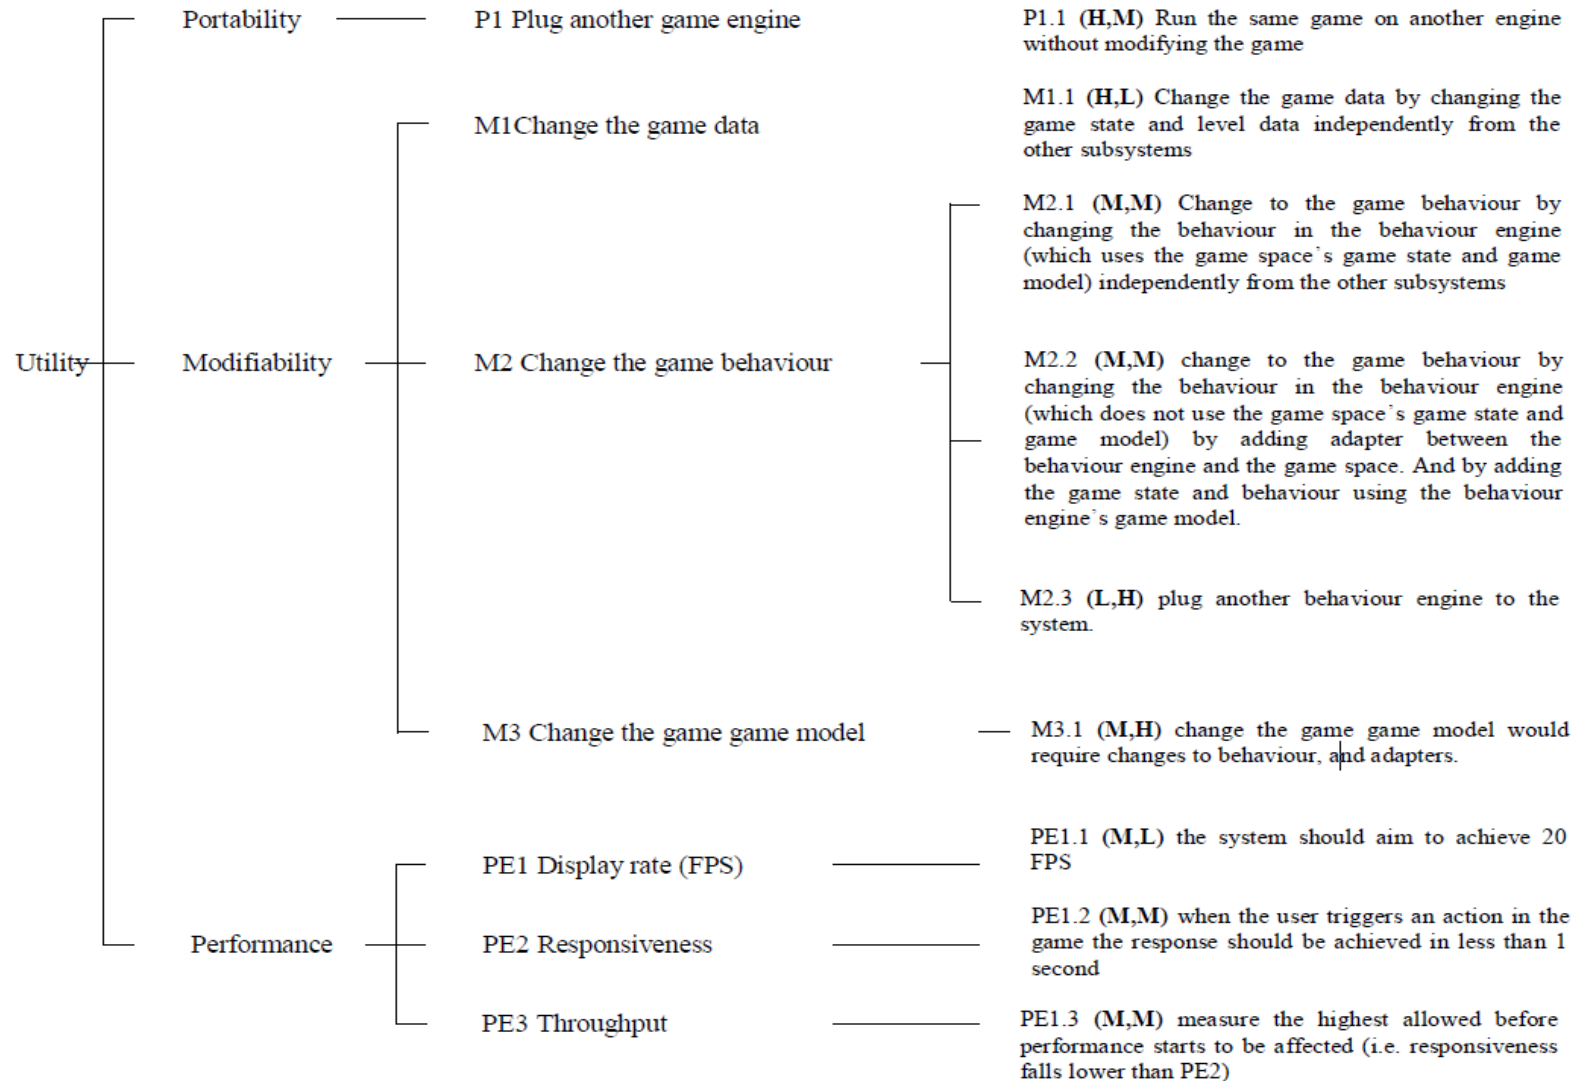 Portability
P1 Plug another game engine
P1.1 (H,M) Run the same game on another engine
without modifying the game
M1Change the game data
M1.1 (H,L) Change the game data by changing the
game state and level data independently from the
other subsystems
Utility
Modifiability
M2 Change the game behaviour
M2.1 (M,M) Change to the game behaviour by
changing the behaviour in the behaviour engine
(which uses the game space's game state and game
model) independently from the other subsystems
M2.2 (M,M) change to the game behaviour by
changing the behaviour in the behaviour engine
(which does not use the game space's game state and
game model) by adding adapter between the
behaviour engine and the game space. And by adding
the game state and behaviour using the behaviour
engine's game model.
M2.3 (L,H) plug another behaviour engine to the
system.
M3 Change the game game model
M3.1 (M,H) change the game game model would
require changes to behaviour, and adapters.
Performance
PE1 Display rate (FPS)
PE1.1 (M,L) the system should aim to achieve 20
FPS
PE2 Responsiveness
PE1.2 (M,M) when the user triggers an action in the
game the response should be achieved in less than 1
second
PE3 Throughput
PE1.3 (M,M) measure the highest allowed before
performance starts to be affected (i.e. responsiveness
falls lower than PE2)